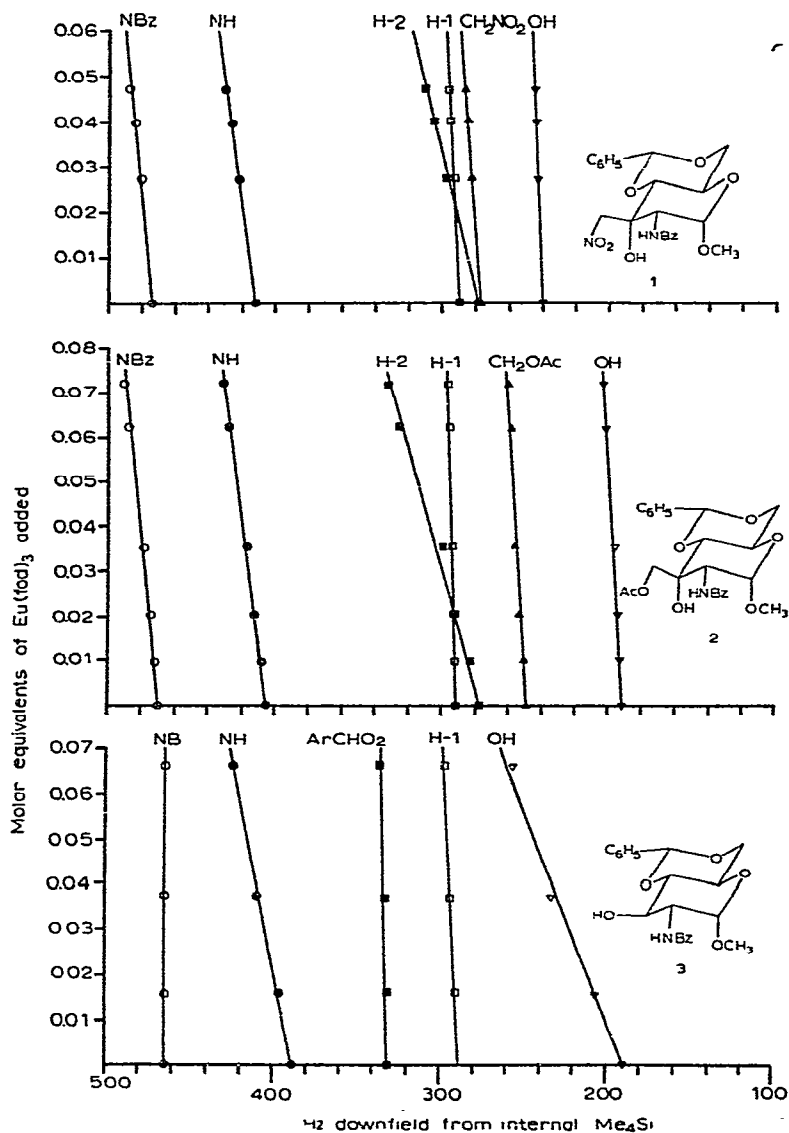 NBz NH H-2 H-1 CH2NO2 OH
0.06
0.05
0.04
0.03
0.02
0.01
C6H5
O
O
O
NO2
HNBz
OH
OCH3
1
0.08
0.07
0.06
0.05
0.04
0.03
0.02
0.01
NBz NH H-2 H-1 CH2OAc OH
C6H5
O
O
O
AcO
HNBz
OH
OCH3
2
Molar equivalents of Eu(fod)3 added
0.07
0.06
0.05
0.04
0.03
0.02
0.01
NB NH ArCHO2 H-1 OH
C6H5
O
O
O
HO
HNBz
OCH3
3
500 400 300 200 100
Hz downfield from internal Me4Si